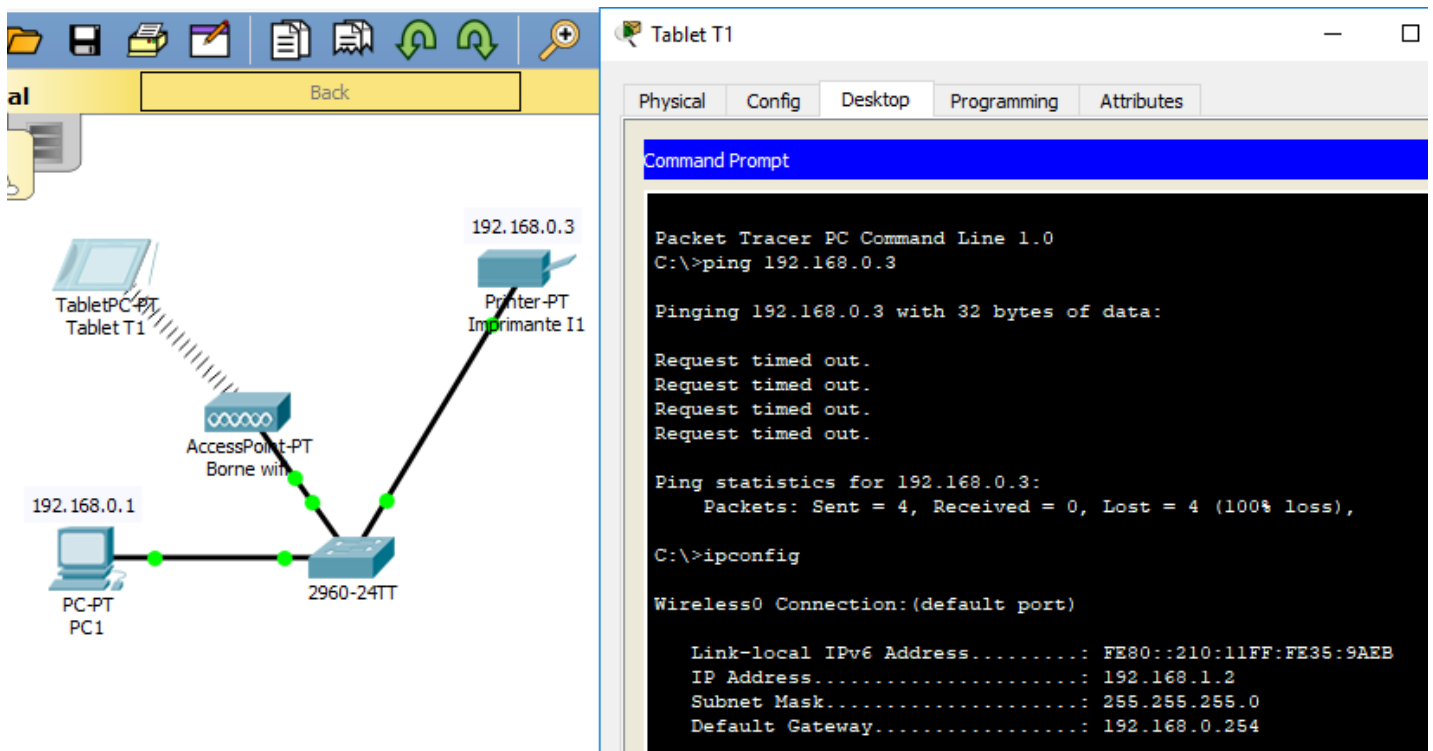 al
Back
192.168.0.3
TabletPC-PT
Tablet T1
Printer-PT
Imprimante I1
AccessPoint-PT
Borne wifi
192.168.0.1
PC-PT
PC1
2960-24TT
Tablet T1
Physical Config Desktop Programming Attributes
Command Prompt
Packet Tracer PC Command Line 1.0
C:\>ping 192.168.0.3
Pinging 192.168.0.3 with 32 bytes of data:
Request timed out.
Request timed out.
Request timed out.
Request timed out.
Ping statistics for 192.168.0.3:
Packets: Sent = 4, Received = 0, Lost = 4 (100% loss),
C:\>ipconfig
Wireless0 Connection:(default port)
Link-local IPv6 Address.........: FE80::210:11FF:FE35:9AEB
IP Address......................: 192.168.1.2
Subnet Mask.....................: 255.255.255.0
Default Gateway.................: 192.168.0.254